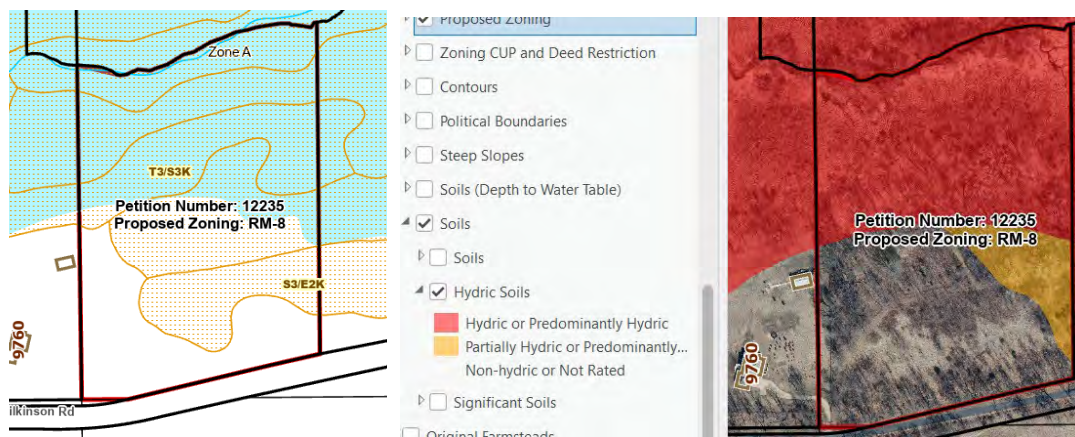 Zone A
T3/S3K
Petition Number: 12235
Proposed Zoning: RM-8
S3/E2K
9760
ilkinson Rd
Proposed Zoning
Zoning CUP and Deed Restriction
Contours
Political Boundaries
Steep Slopes
Soils (Depth to Water Table)
Soils
Soils
Hydric Soils
Hydric or Predominantly Hydric
Partially Hydric or Predominantly...
Non-hydric or Not Rated
Significant Soils
Original Farmsteads
Petition Number: 12235
Proposed Zoning: RM-8
9760